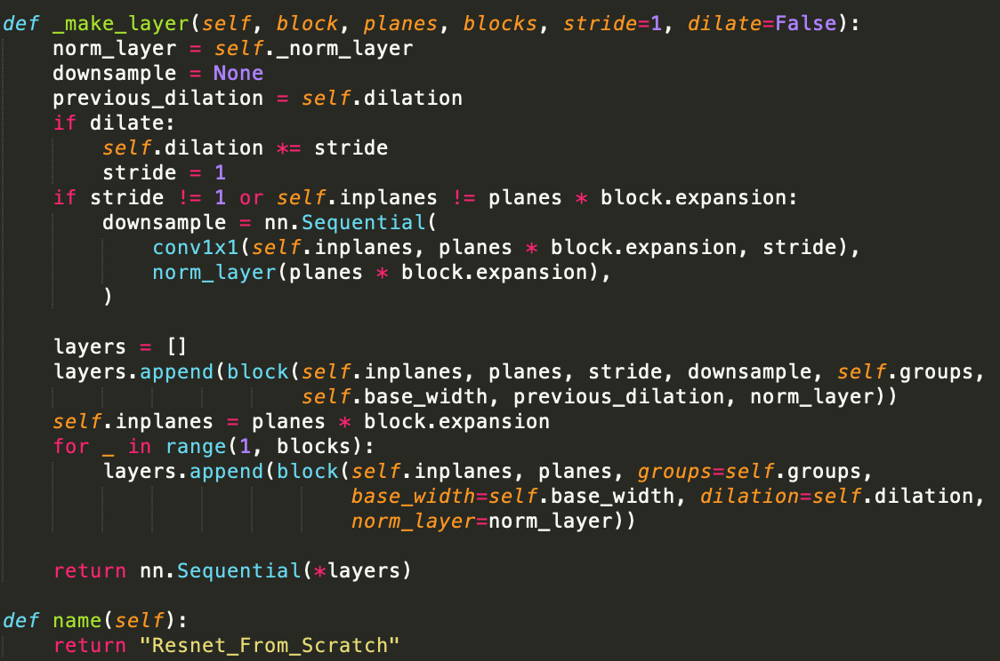 def _make_layer(self, block, planes, blocks, stride=1, dilate=False):
    norm_layer = self._norm_layer
    downsample = None
    previous_dilation = self.dilation
    if dilate:
        self.dilation *= stride
        stride = 1
    if stride != 1 or self.inplanes != planes * block.expansion:
        downsample = nn.Sequential(
            conv1x1(self.inplanes, planes * block.expansion, stride),
            norm_layer(planes * block.expansion),
        )

    layers = []
    layers.append(block(self.inplanes, planes, stride, downsample, self.groups,
                        self.base_width, previous_dilation, norm_layer))
    self.inplanes = planes * block.expansion
    for _ in range(1, blocks):
        layers.append(block(self.inplanes, planes, groups=self.groups,
                            base_width=self.base_width, dilation=self.dilation,
                            norm_layer=norm_layer))

    return nn.Sequential(*layers)

def name(self):
    return "Resnet_From_Scratch"